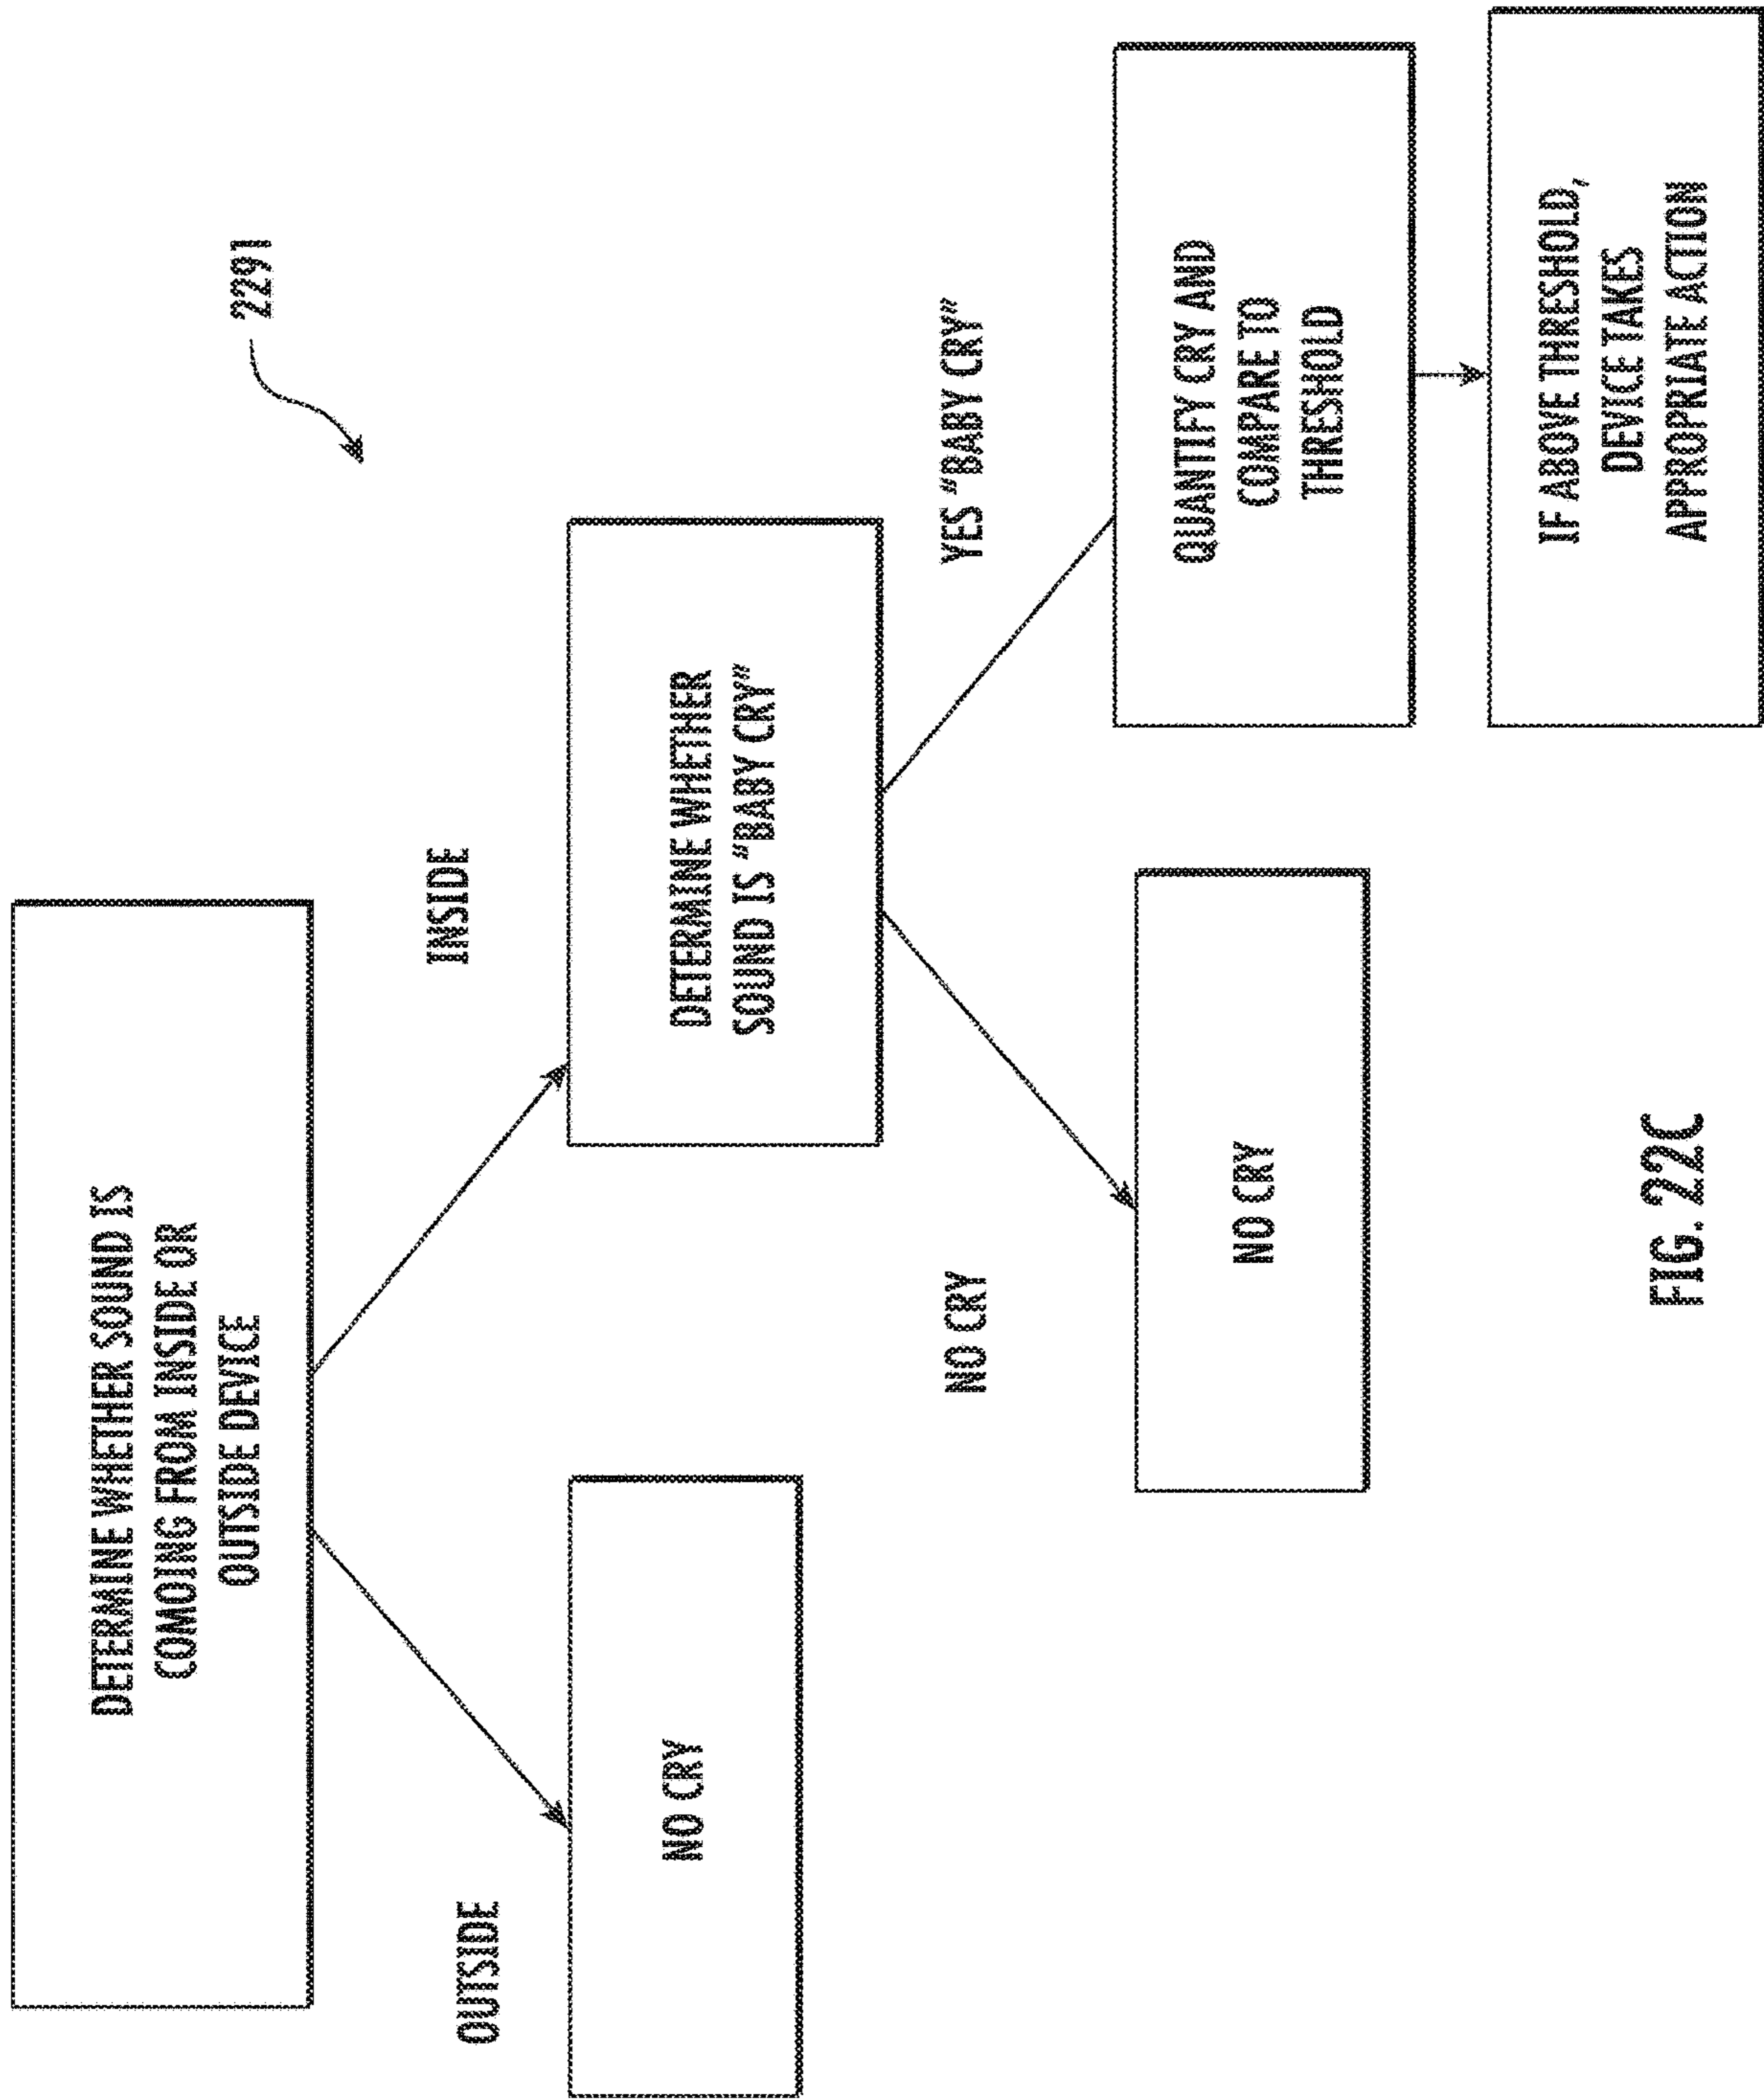 2291
DETERMINE WHETHER SOUND IS
COMOING FROM INSIDE OR
OUTSIDE DEVICE
OUTSIDE
INSIDE
NO CRY
DETERMINE WHETHER
SOUND IS "BABY CRY"
NO CRY
YES "BABY CRY"
NO CRY
QUANTIFY CRY AND
COMPARE TO
THRESHOLD
IF ABOVE THRESHOLD,
DEVICE TAKES
APPROPRIATE ACTION
FIG. 22C